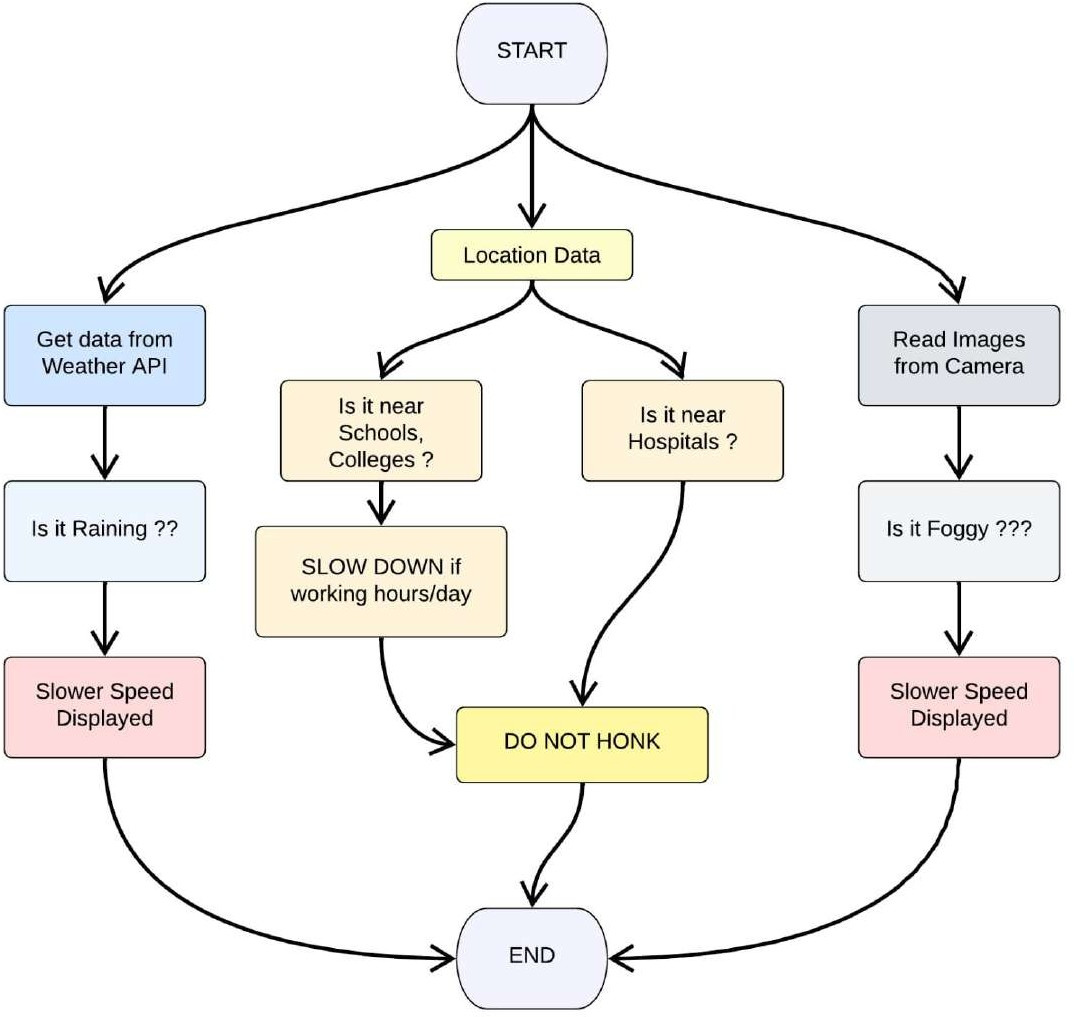 START
Location Data
Get data from
Weather API
Is it near
Schools,
Colleges ?
Is it near
Hospitals ?
Read Images
from Camera
Is it Raining ??
SLOW DOWN if
working hours/day
Is it Foggy ???
Slower Speed
Displayed
DO NOT HONK
Slower Speed
Displayed
END